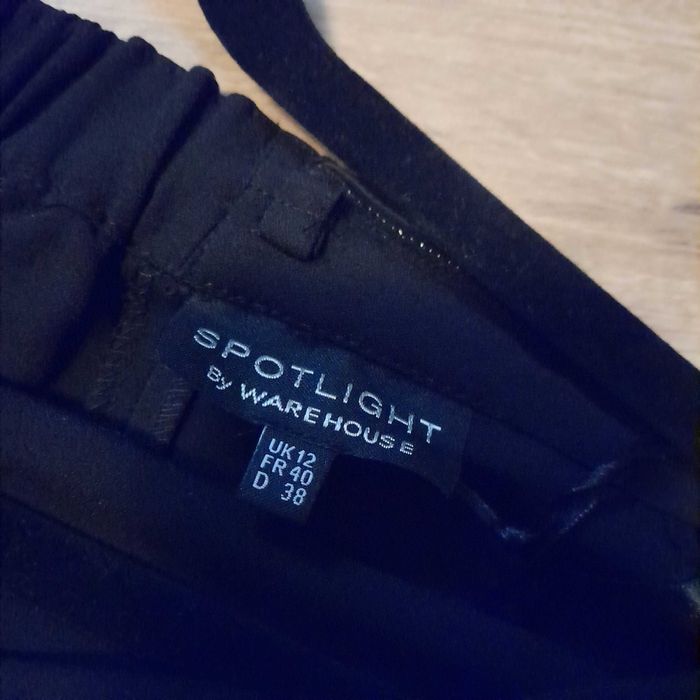 SPOTLIGHT
By WAREHOUSE
UK 12
FR 40
D 38